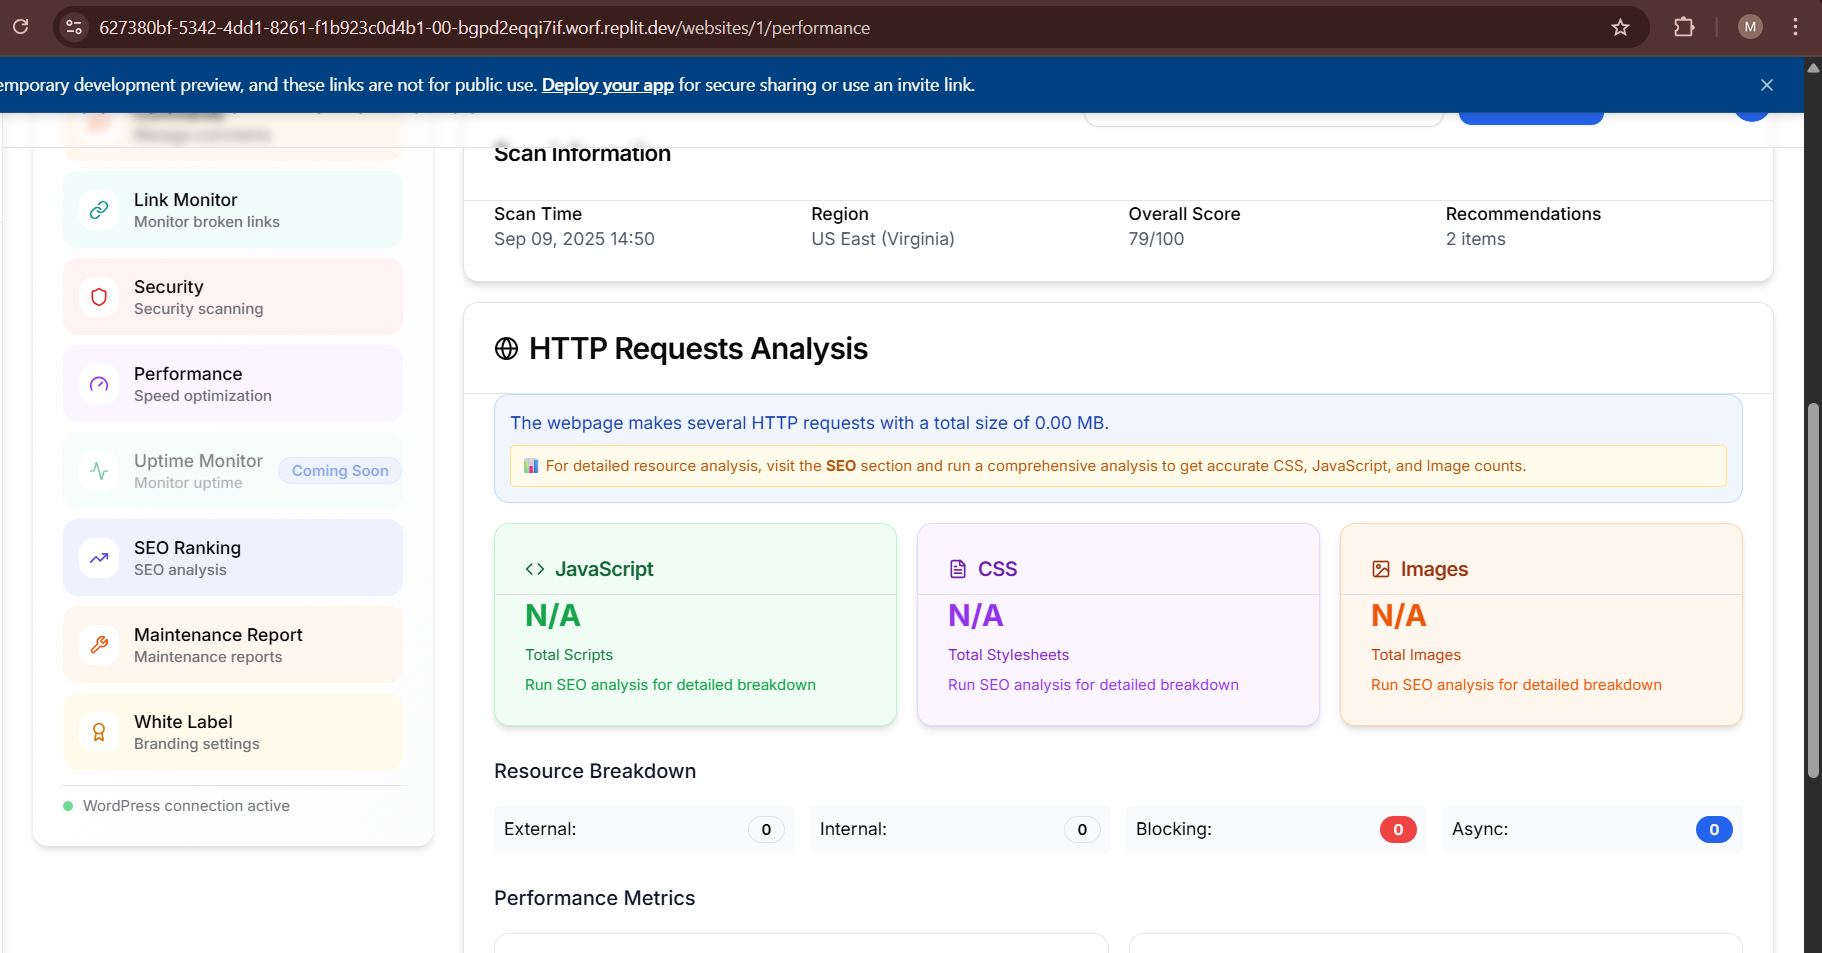 627380bf-5342-4dd1-8261-f1b923c0d4b1-00-bgpd2eqqi7if.worf.replit.dev/websites/1/performance
M
emporary development preview, and these links are not for public use. Deploy your app for secure sharing or use an invite link.
Manage comments
Link Monitor
Monitor broken links
Security
Security scanning
Performance
Speed optimization
Uptime Monitor
Monitor uptime
Coming Soon
SEO Ranking
SEO analysis
Maintenance Report
Maintenance reports
White Label
Branding settings
WordPress connection active
Scan Information
Scan Time
Sep 09, 2025 14:50
Region
US East (Virginia)
Overall Score
79/100
Recommendations
2 items
HTTP Requests Analysis
The webpage makes several HTTP requests with a total size of 0.00 MB.
For detailed resource analysis, visit the SEO section and run a comprehensive analysis to get accurate CSS, JavaScript, and Image counts.
JavaScript
N/A
Total Scripts
Run SEO analysis for detailed breakdown
CSS
N/A
Total Stylesheets
Run SEO analysis for detailed breakdown
Images
N/A
Total Images
Run SEO analysis for detailed breakdown
Resource Breakdown
External: 0
Internal: 0
Blocking: 0
Async: 0
Performance Metrics